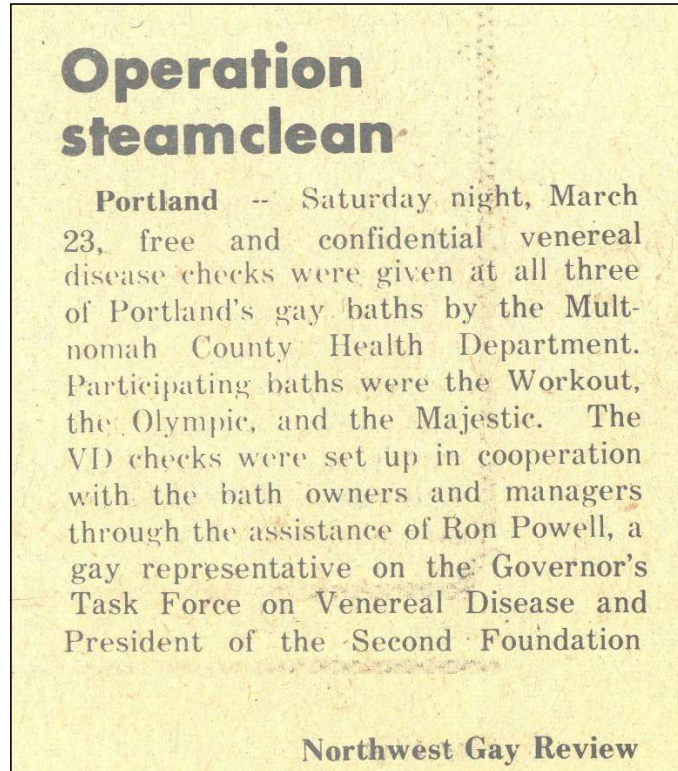 Operation
steamclean
Portland -- Saturday night, March
23, free and confidential venereal
disease checks were given at all three
of Portland's gay baths by the Mult-
nomah County Health Department.
Participating baths were the Workout,
the Olympic, and the Majestic. The
VD checks were set up in cooperation
with the bath owners and managers
through the assistance of Ron Powell, a
gay representative on the Governor's
Task Force on Venereal Disease and
President of the Second Foundation
Northwest Gay Review